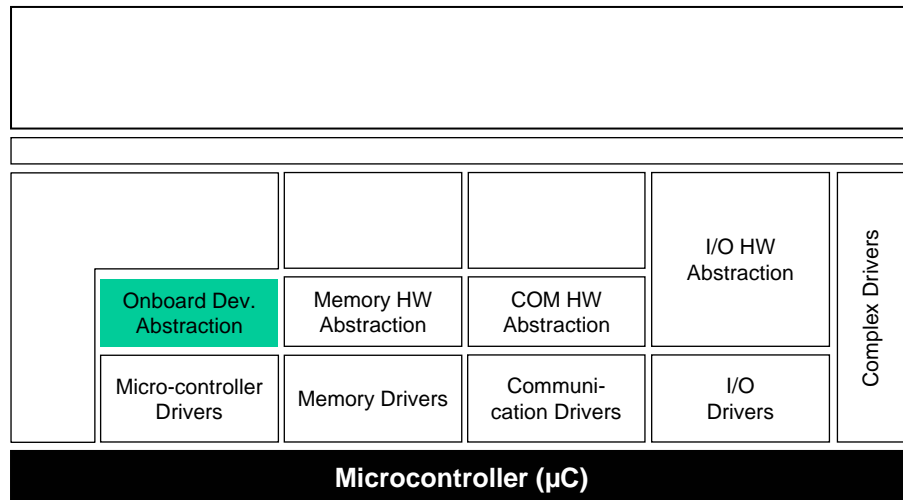 I/O HW
Abstraction
Complex Drivers
Onboard Dev.
Abstraction
Memory HW
Abstraction
COM HW
Abstraction
Micro-controller
Drivers
Memory Drivers
Communi-
cation Drivers
I/O
Drivers
Microcontroller (µC)